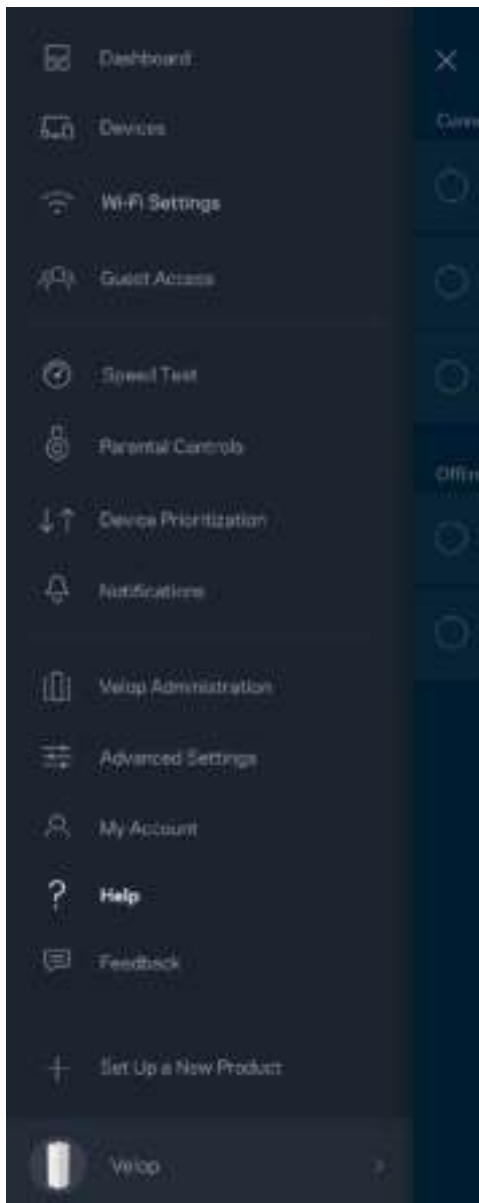 Dashboard
Devices
Wi-Fi Settings
Guest Access
Speed Test
Parental Controls
Device Prioritization
Notifications
Velop Administration
Advanced Settings
My Account
Help
Feedback
Set Up a New Product
Velop